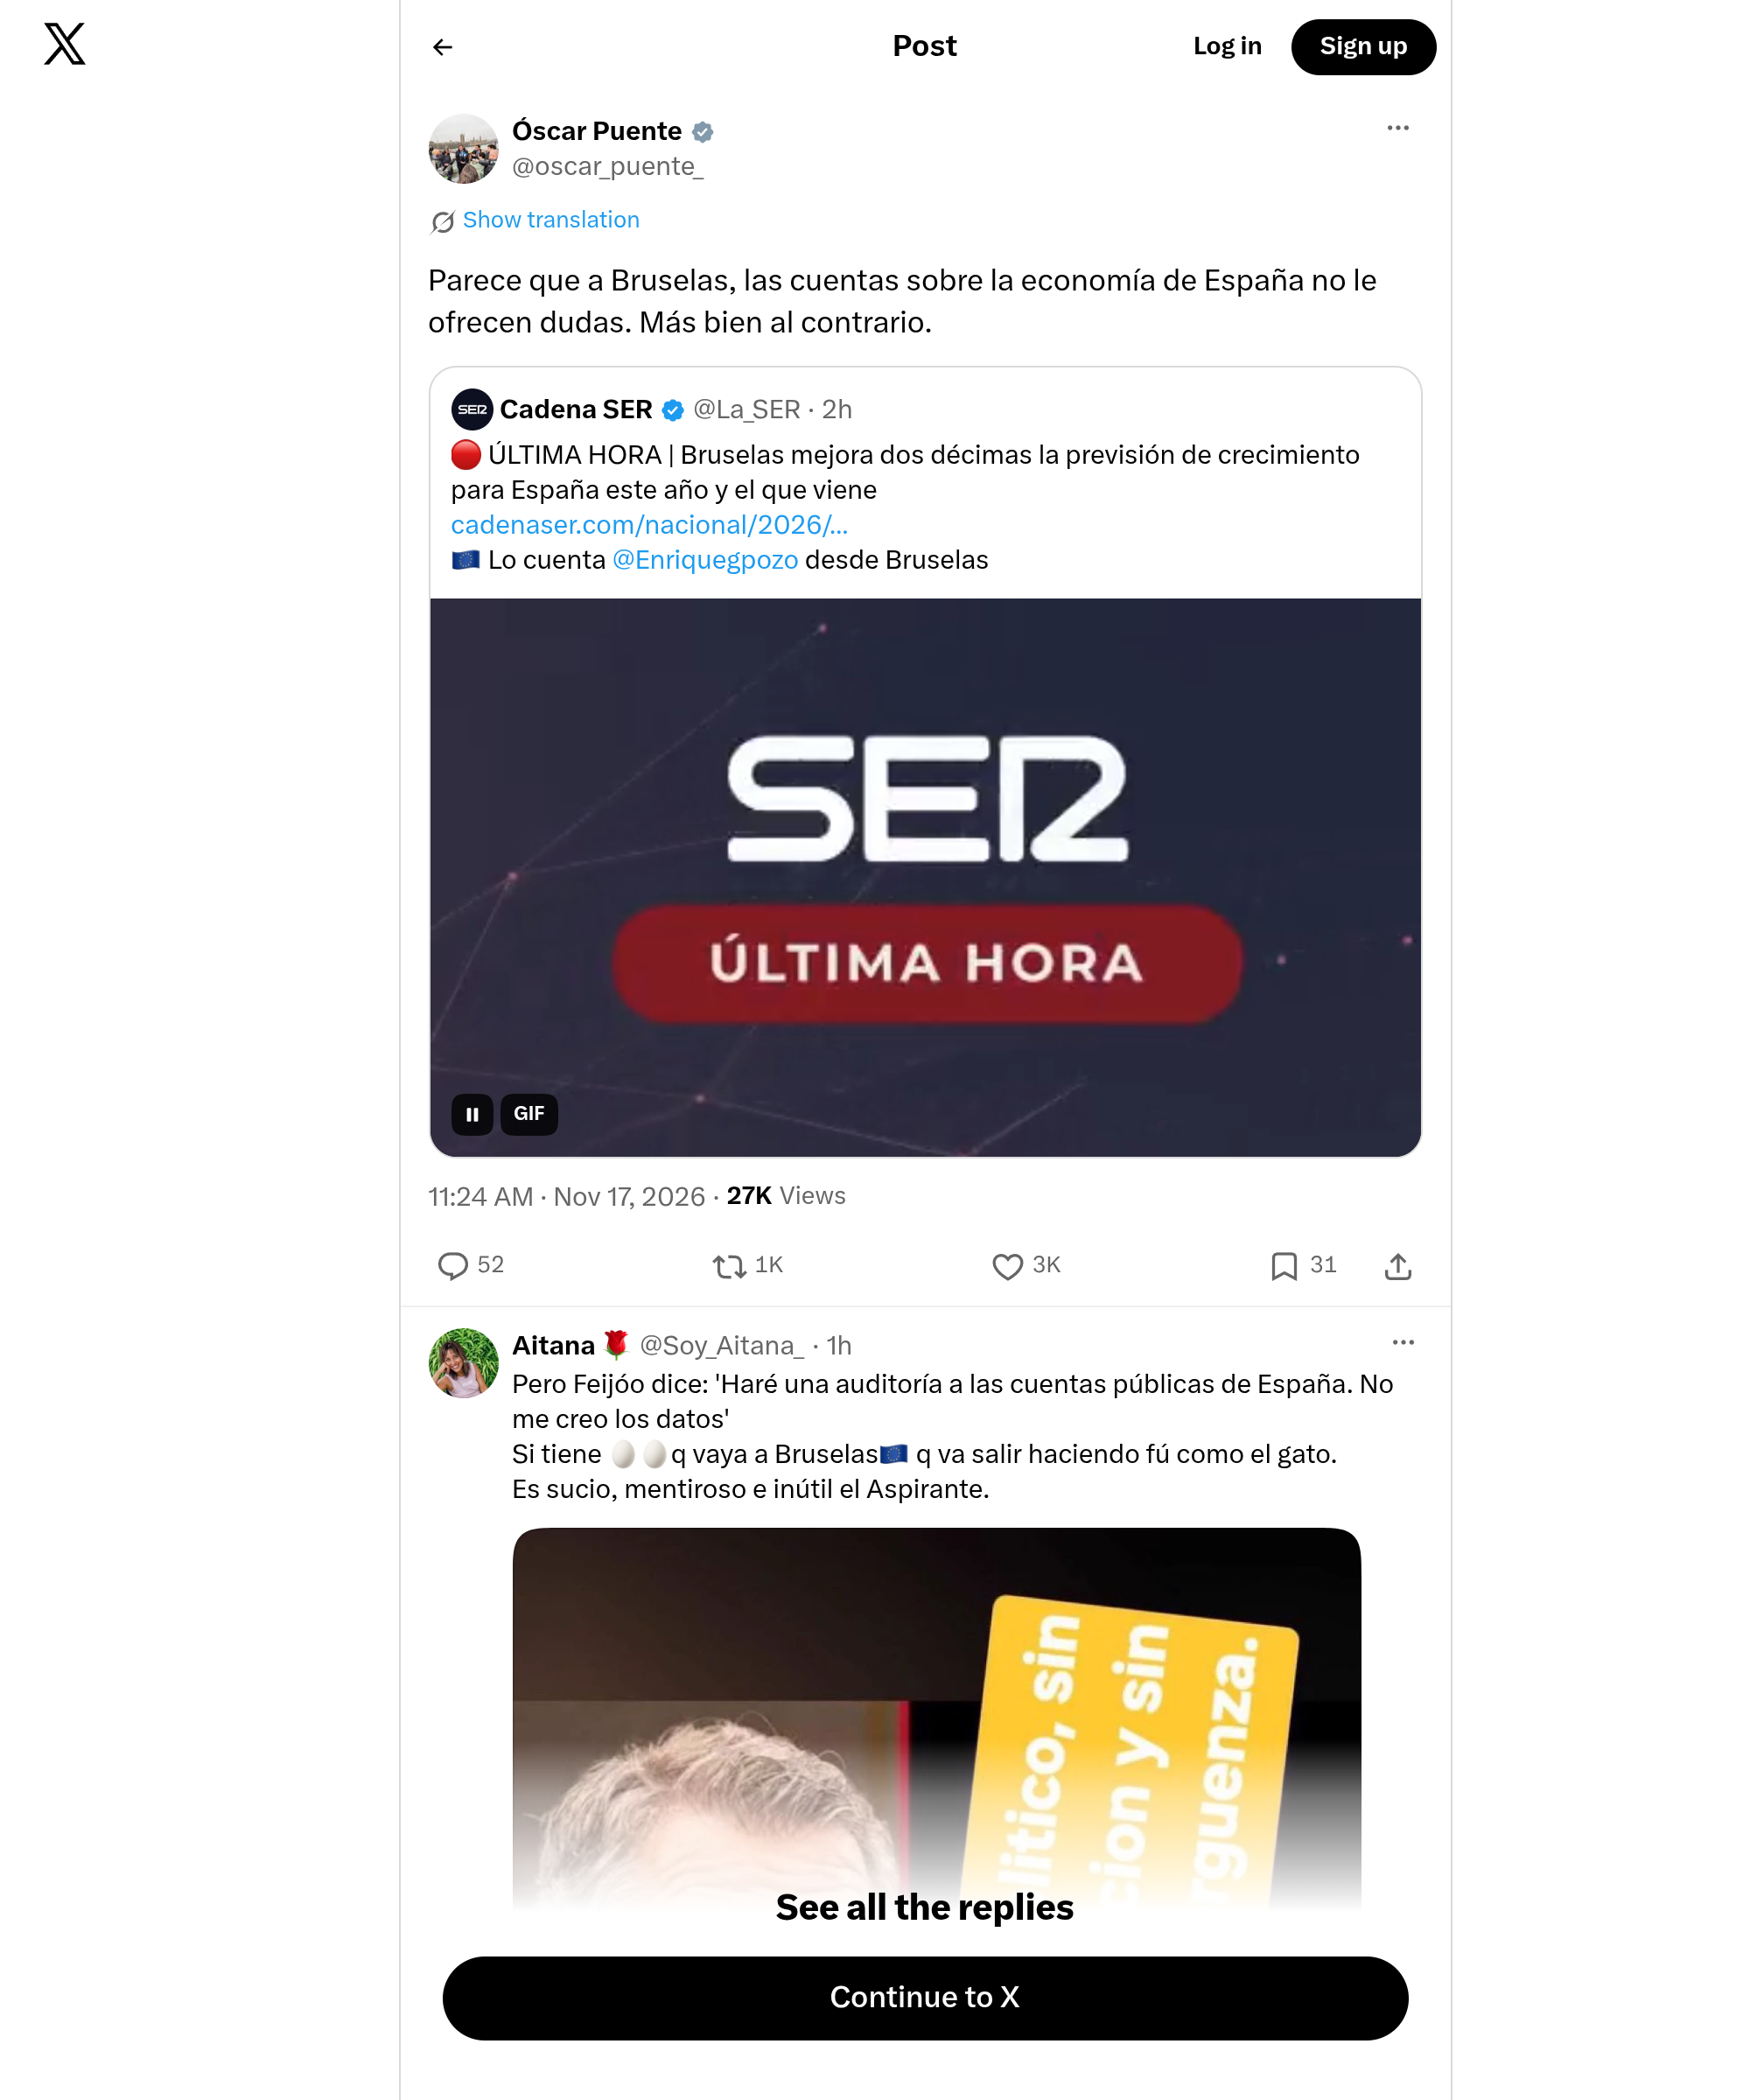 Post
Log in
Sign up
Óscar Puente
@oscar_puente_
Show translation
Parece que a Bruselas, las cuentas sobre la economía de España no le
ofrecen dudas. Más bien al contrario.
SER
Cadena SER @La_SER · 2h
🔴 ÚLTIMA HORA | Bruselas mejora dos décimas la previsión de crecimiento
para España este año y el que viene
cadenaser.com/nacional/2026/...
🇪🇺 Lo cuenta @Enriquegpozo desde Bruselas
SER
ÚLTIMA HORA
GIF
11:24 AM · Nov 17, 2026 · 27K Views
52
1K
3K
31
Aitana 🌹 @Soy_Aitana_ · 1h
Pero Feijóo dice: 'Haré una auditoría a las cuentas públicas de España. No
me creo los datos'
Si tiene 🥚🥚q vaya a Bruselas🇪🇺 q va salir haciendo fú como el gato.
Es sucio, mentiroso e inútil el Aspirante.
lítico, sin
cion y sin
rguenza.
See all the replies
Continue to X